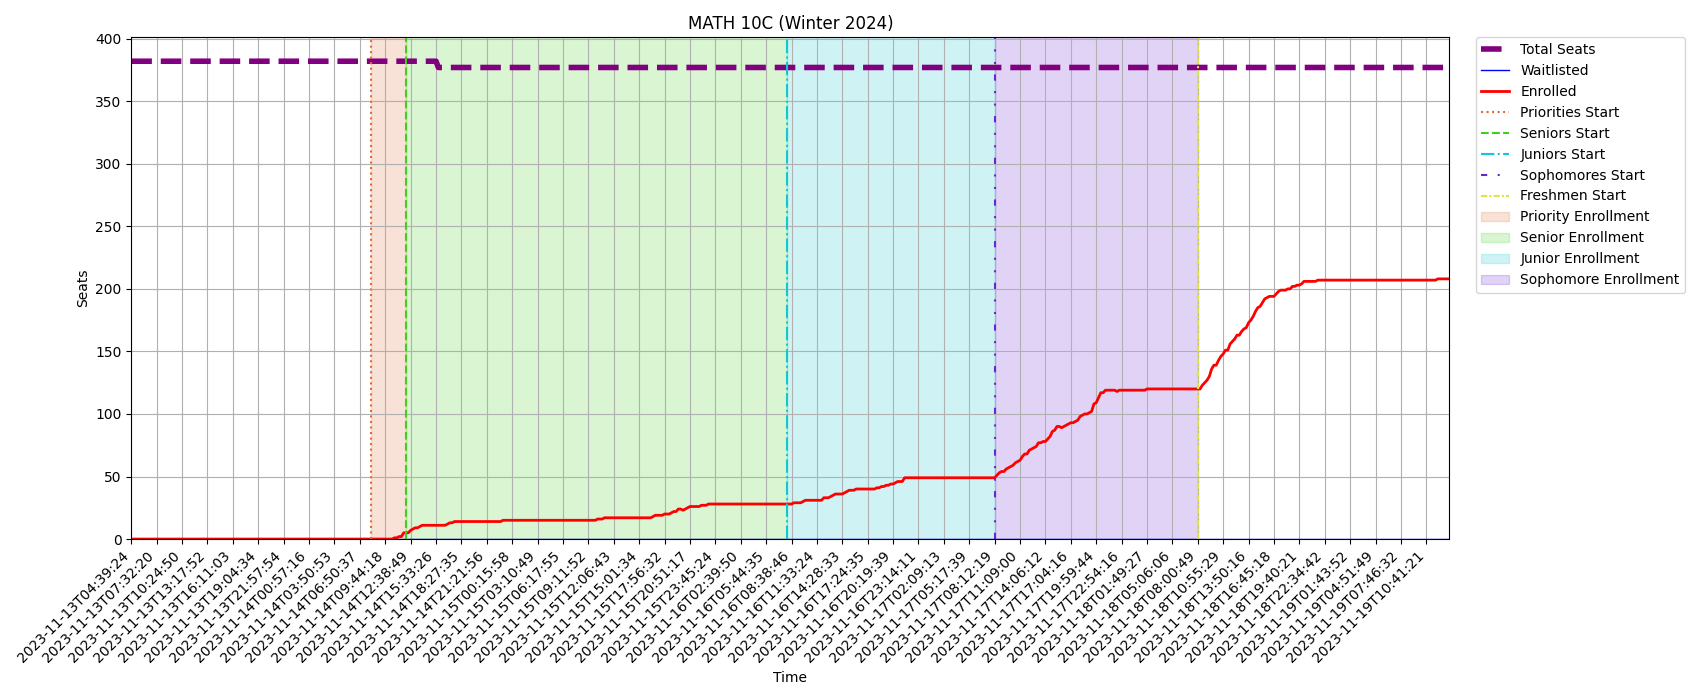 MATH 10C (Winter 2024)
400
350
300
250
200
150
100
50
0
Seats
2023-11-13T04:39:24
2023-11-13T07:32:20
2023-11-13T10:24:50
2023-11-13T13:17:52
2023-11-13T16:11:03
2023-11-13T19:04:34
2023-11-13T21:57:54
2023-11-14T00:57:16
2023-11-14T03:50:53
2023-11-14T06:50:37
2023-11-14T09:44:18
2023-11-14T12:38:49
2023-11-14T15:33:26
2023-11-14T18:27:35
2023-11-14T21:21:56
2023-11-15T00:15:58
2023-11-15T03:10:49
2023-11-15T06:17:55
2023-11-15T09:11:52
2023-11-15T12:06:43
2023-11-15T15:01:34
2023-11-15T17:56:32
2023-11-15T20:51:17
2023-11-15T23:45:24
2023-11-16T02:39:50
2023-11-16T05:44:35
2023-11-16T08:38:46
2023-11-16T11:33:24
2023-11-16T14:28:33
2023-11-16T17:24:35
2023-11-16T20:19:39
2023-11-16T23:14:11
2023-11-17T02:09:13
2023-11-17T05:17:39
2023-11-17T08:12:19
2023-11-17T11:09:00
2023-11-17T14:06:12
2023-11-17T17:04:16
2023-11-17T19:59:44
2023-11-17T22:54:16
2023-11-18T01:49:27
2023-11-18T05:06:06
2023-11-18T08:00:49
2023-11-18T10:55:29
2023-11-18T13:50:16
2023-11-18T16:45:18
2023-11-18T19:40:21
2023-11-18T22:34:42
2023-11-19T01:43:52
2023-11-19T04:51:49
2023-11-19T07:46:32
2023-11-19T10:41:21
Time
Total Seats
Waitlisted
Enrolled
Priorities Start
Seniors Start
Juniors Start
Sophomores Start
Freshmen Start
Priority Enrollment
Senior Enrollment
Junior Enrollment
Sophomore Enrollment